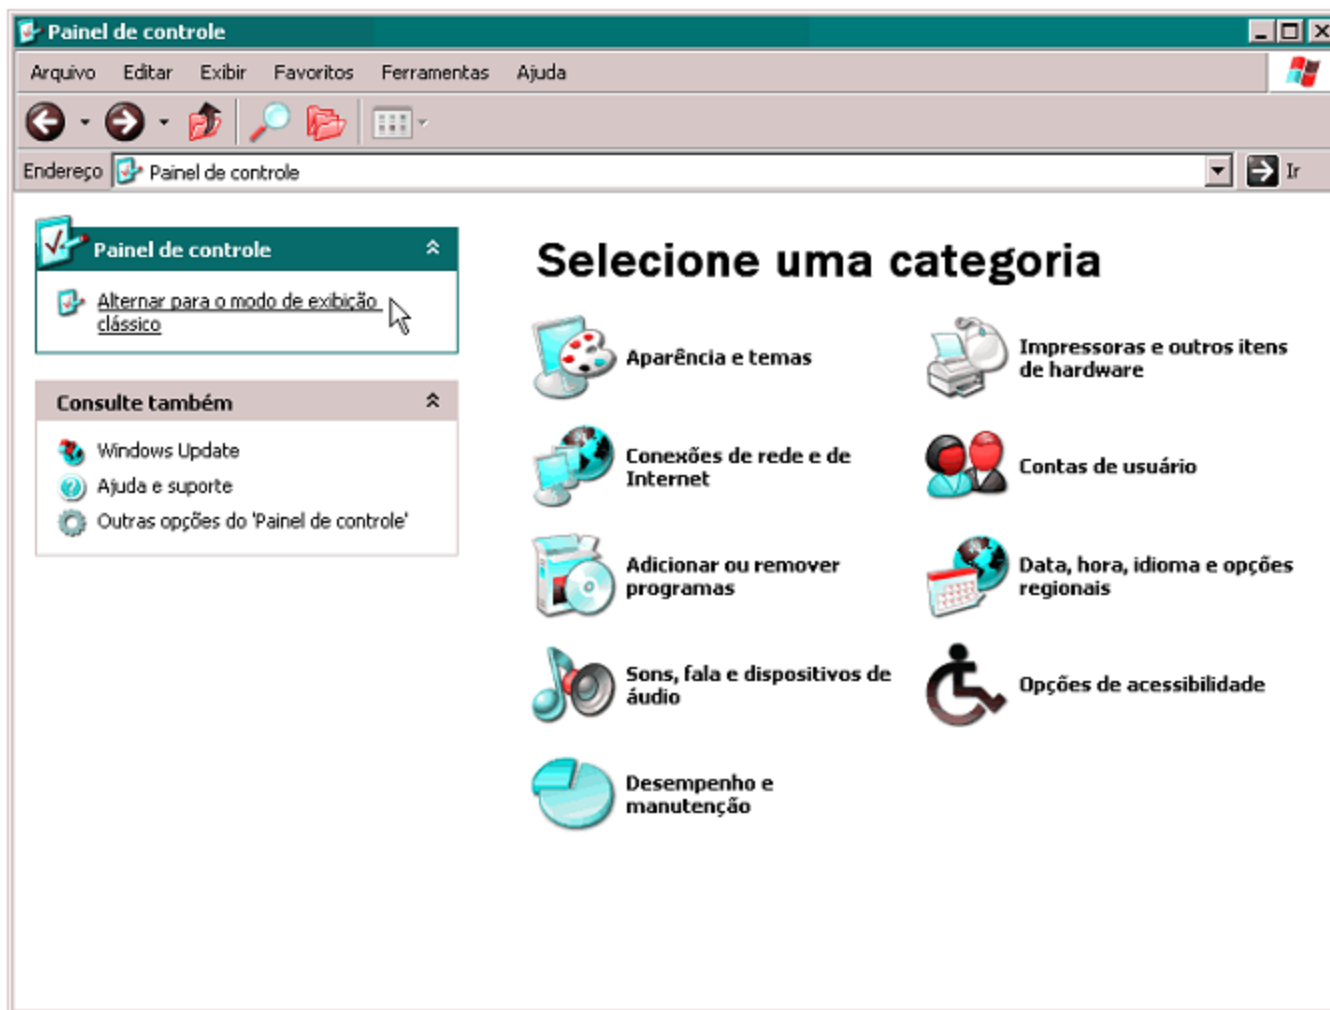 Painel de controle
Arquivo Editar Exibir Favoritos Ferramentas Ajuda
Endereço Painel de controle Ir
Painel de controle
Alternar para o modo de exibição
clássico
Consulte também
Windows Update
Ajuda e suporte
Outras opções do 'Painel de controle'
Selecione uma categoria
Aparência e temas
Impressoras e outros itens
de hardware
Conexões de rede e de
Internet
Contas de usuário
Adicionar ou remover
programas
Data, hora, idioma e opções
regionais
Sons, fala e dispositivos de
áudio
Opções de acessibilidade
Desempenho e
manutenção